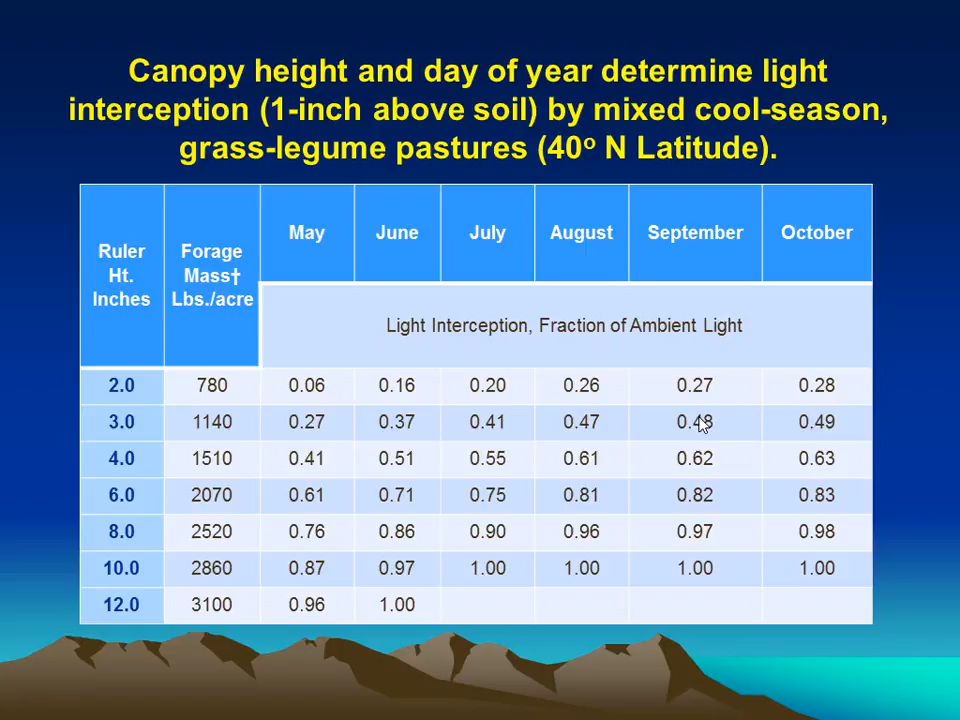 Canopy height and day of year determine light
interception (1-inch above soil) by mixed cool-season,
grass-legume pastures (40o N Latitude).
Ruler Ht. Inches Forage Mass† Lbs./acre May June July August September October
Light Interception, Fraction of Ambient Light
2.0 780 0.06 0.16 0.20 0.26 0.27 0.28
3.0 1140 0.27 0.37 0.41 0.47 0.48 0.49
4.0 1510 0.41 0.51 0.55 0.61 0.62 0.63
6.0 2070 0.61 0.71 0.75 0.81 0.82 0.83
8.0 2520 0.76 0.86 0.90 0.96 0.97 0.98
10.0 2860 0.87 0.97 1.00 1.00 1.00 1.00
12.0 3100 0.96 1.00